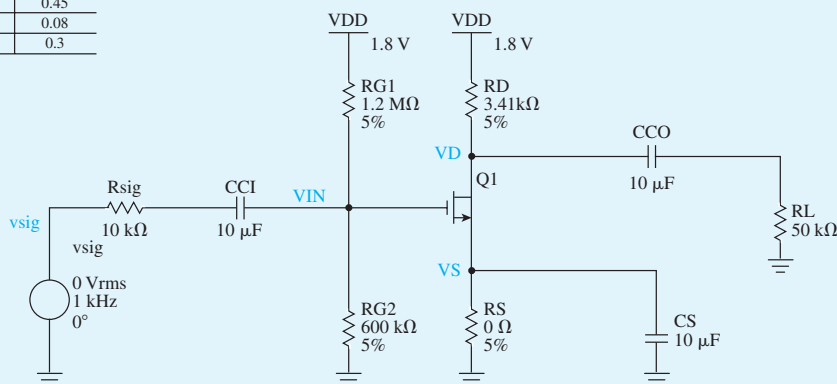 0.45
0.08
0.3
VDD
1.8 V
VDD
1.8 V
RG1
1.2 MΩ
5%
RD
3.41kΩ
5%
CCO
10 µF
VD
Q1
Rsig
10 kΩ
CCI
10 µF
VIN
vsig
vsig
RL
50 kΩ
VS
0 Vrms
1 kHz
0°
RG2
600 kΩ
5%
RS
0 Ω
5%
CS
10 µF